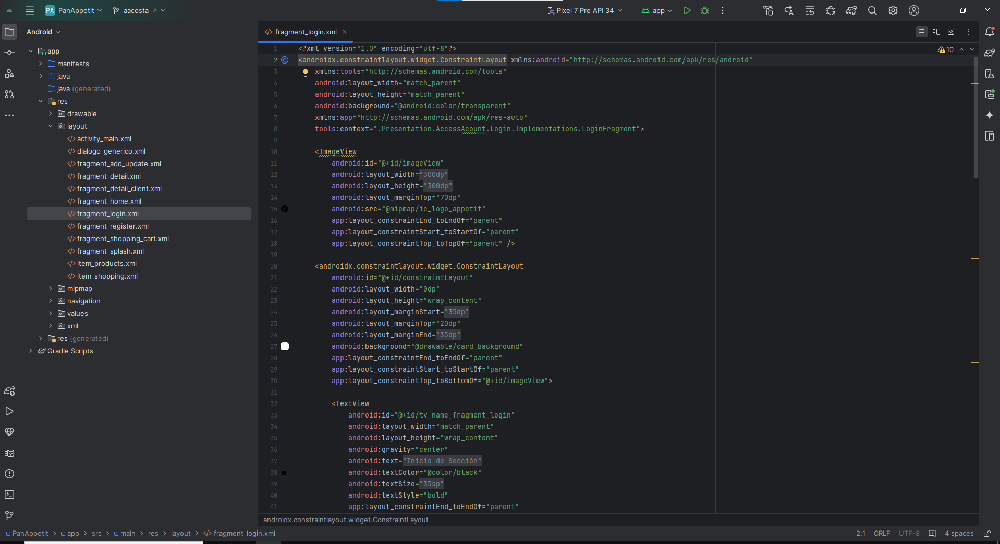 PA PanAppetit aacosta Pixel 7 Pro API 34 app
Android
fragment_login.xml
app
manifests
java
java (generated)
res
drawable
layout
activity_main.xml
dialogo_generico.xml
fragment_add_update.xml
fragment_detail.xml
fragment_detail_client.xml
fragment_home.xml
fragment_login.xml
fragment_register.xml
fragment_shopping_cart.xml
fragment_splash.xml
item_products.xml
item_shopping.xml
mipmap
navigation
values
xml
res (generated)
Gradle Scripts
10
1 <?xml version="1.0" encoding="utf-8"?>
2 <androidx.constraintlayout.widget.ConstraintLayout xmlns:android="http://schemas.android.com/apk/res/android"
3 xmlns:tools="http://schemas.android.com/tools"
4 android:layout_width="match_parent"
5 android:layout_height="match_parent"
6 android:background="@android:color/transparent"
7 xmlns:app="http://schemas.android.com/apk/res-auto"
8 tools:context=".Presentation.AccessAcount.Login.Implementations.LoginFragment">
9
10 <ImageView
11 android:id="@+id/imageView"
12 android:layout_width="300dp"
13 android:layout_height="300dp"
14 android:layout_marginTop="70dp"
15 android:src="@mipmap/ic_logo_appetit"
16 app:layout_constraintEnd_toEndOf="parent"
17 app:layout_constraintStart_toStartOf="parent"
18 app:layout_constraintTop_toTopOf="parent" />
19
20 <androidx.constraintlayout.widget.ConstraintLayout
21 android:id="@+id/constraintLayout"
22 android:layout_width="0dp"
23 android:layout_height="wrap_content"
24 android:layout_marginStart="35dp"
25 android:layout_marginTop="20dp"
26 android:layout_marginEnd="35dp"
27 android:background="@drawable/card_background"
28 app:layout_constraintEnd_toEndOf="parent"
29 app:layout_constraintStart_toStartOf="parent"
30 app:layout_constraintTop_toBottomOf="@+id/imageView">
31
32 <TextView
33 android:id="@+id/tv_name_fragment_login"
34 android:layout_width="match_parent"
35 android:layout_height="wrap_content"
36 android:gravity="center"
37 android:text="Inicio de Sección"
38 android:textColor="@color/black"
39 android:textSize="35sp"
40 android:textStyle="bold"
41 app:layout_constraintEnd_toEndOf="parent"
androidx.constraintlayout.widget.ConstraintLayout
PanAppetit > app > src > main > res > layout > fragment_login.xml
2:1 CRLF UTF-8 4 spaces